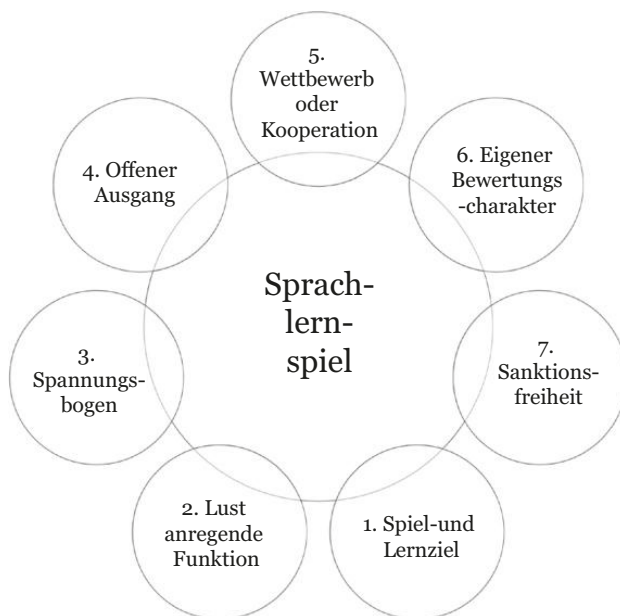 5.
Wettbewerb
oder
Kooperation
4. Offener
Ausgang
6. Eigener
Bewertungs
-charakter
Sprach-
lern-
spiel
3.
Spannungs-
bogen
7.
Sanktions-
freiheit
2. Lust
anregende
Funktion
1. Spiel-und
Lernziel